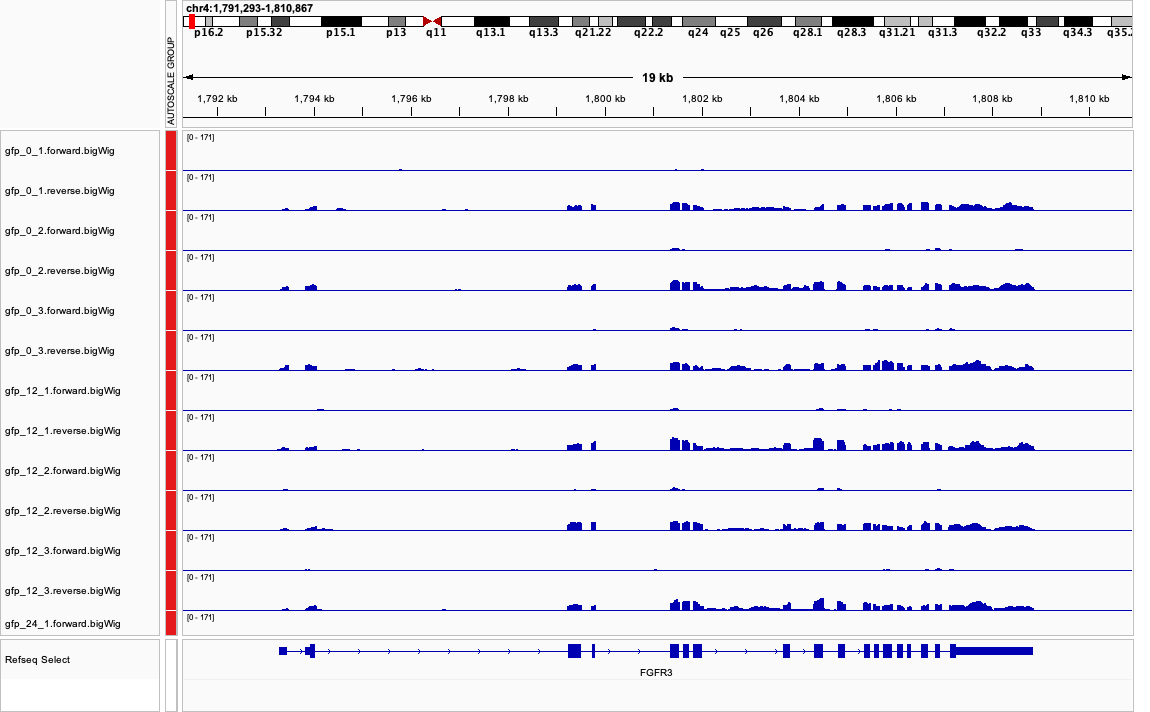 chr4:1,791,293-1,810,867
p16.2 p15.32 p15.1 p13 q11 q13.1 q13.3 q21.22 q22.2 q24 q25 q26 q28.1 q28.3 q31.21 q31.3 q32.2 q33 q34.3 q35.2
AUTOSCALE GROUP
19 kb
1,792 kb 1,794 kb 1,796 kb 1,798 kb 1,800 kb 1,802 kb 1,804 kb 1,806 kb 1,808 kb 1,810 kb
[0 - 171]
gfp_0_1.forward.bigWig
[0 - 171]
gfp_0_1.reverse.bigWig
[0 - 171]
gfp_0_2.forward.bigWig
[0 - 171]
gfp_0_2.reverse.bigWig
[0 - 171]
gfp_0_3.forward.bigWig
[0 - 171]
gfp_0_3.reverse.bigWig
[0 - 171]
gfp_12_1.forward.bigWig
[0 - 171]
gfp_12_1.reverse.bigWig
[0 - 171]
gfp_12_2.forward.bigWig
[0 - 171]
gfp_12_2.reverse.bigWig
[0 - 171]
gfp_12_3.forward.bigWig
[0 - 171]
gfp_12_3.reverse.bigWig
[0 - 171]
gfp_24_1.forward.bigWig
Refseq Select
FGFR3